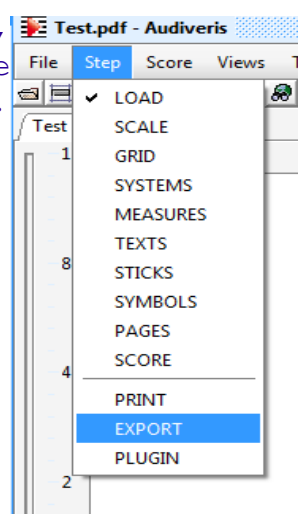 Test.pdf - Audiveris
File Step Score Views
Test
1
LOAD
SCALE
GRID
SYSTEMS
MEASURES
8
TEXTS
STICKS
SYMBOLS
PAGES
4
SCORE
PRINT
EXPORT
PLUGIN
2